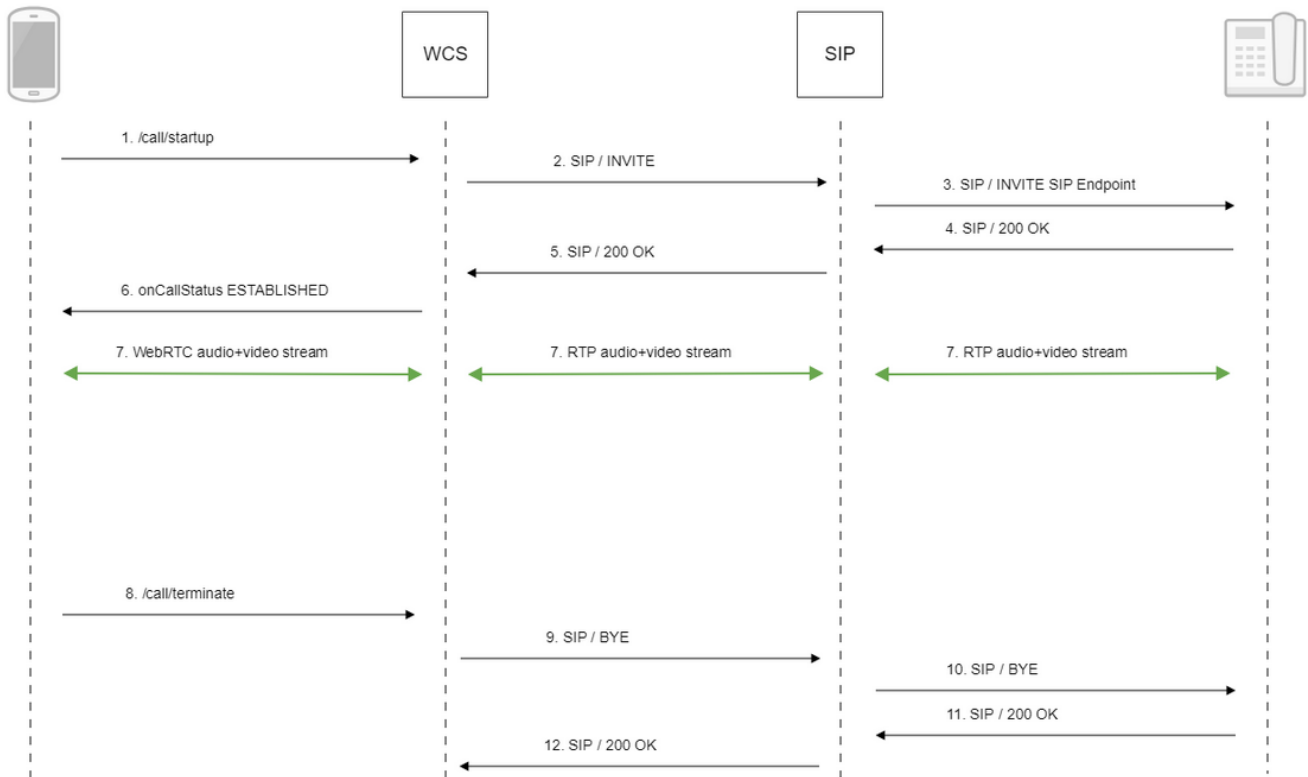 WCS
SIP
1. /call/startup
2. SIP / INVITE
3. SIP / INVITE SIP Endpoint
4. SIP / 200 OK
5. SIP / 200 OK
6. onCallStatus ESTABLISHED
7. WebRTC audio+video stream
7. RTP audio+video stream
7. RTP audio+video stream
8. /call/terminate
9. SIP / BYE
10. SIP / BYE
11. SIP / 200 OK
12. SIP / 200 OK